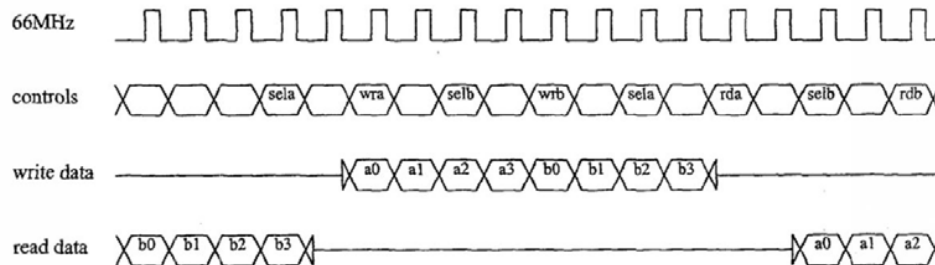 66MHz
controls sela wra selb wrb sela rda selb rdb
write data a0 a1 a2 a3 b0 b1 b2 b3
read data b0 b1 b2 b3 a0 a1 a2